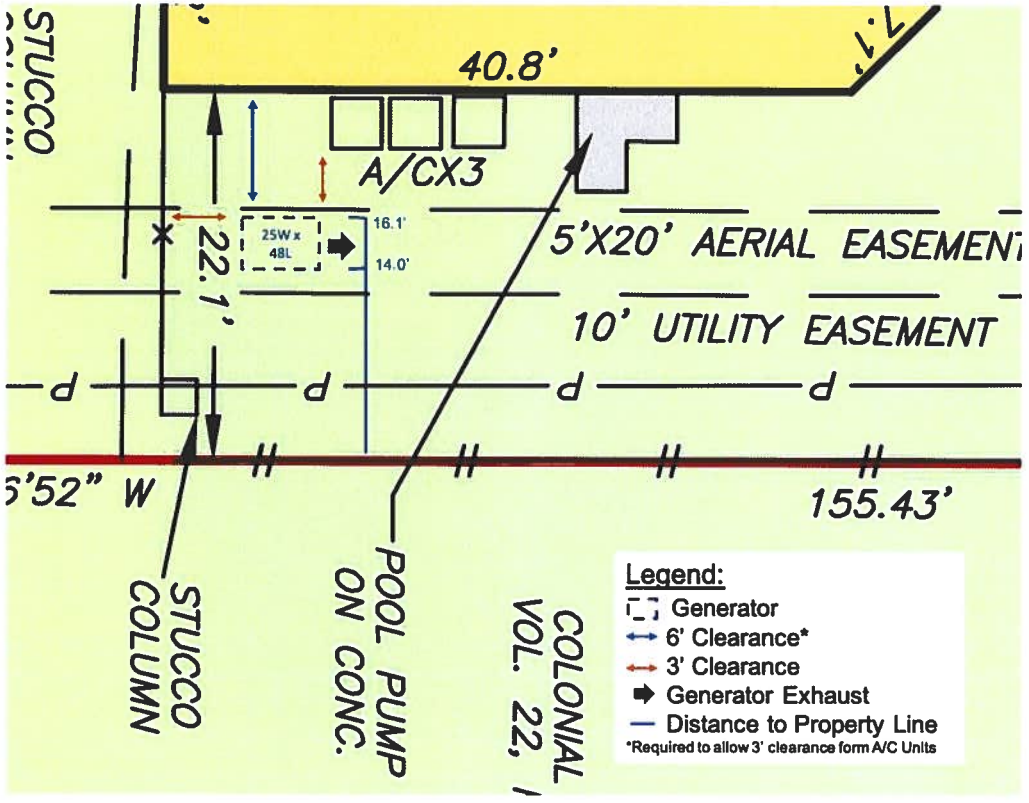 STUCCO
40.8'
7.1'
A/CX3
22.1'
25W x
48L
16.1'
14.0'
5'X20' AERIAL EASEMENT
10' UTILITY EASEMENT
P P P P
6'52" W
155.43'
STUCCO
COLUMN
POOL PUMP
ON CONC.
COLONIAL
VOL. 22,
Legend:
Generator
6' Clearance*
3' Clearance
Generator Exhaust
Distance to Property Line
*Required to allow 3' clearance form A/C Units